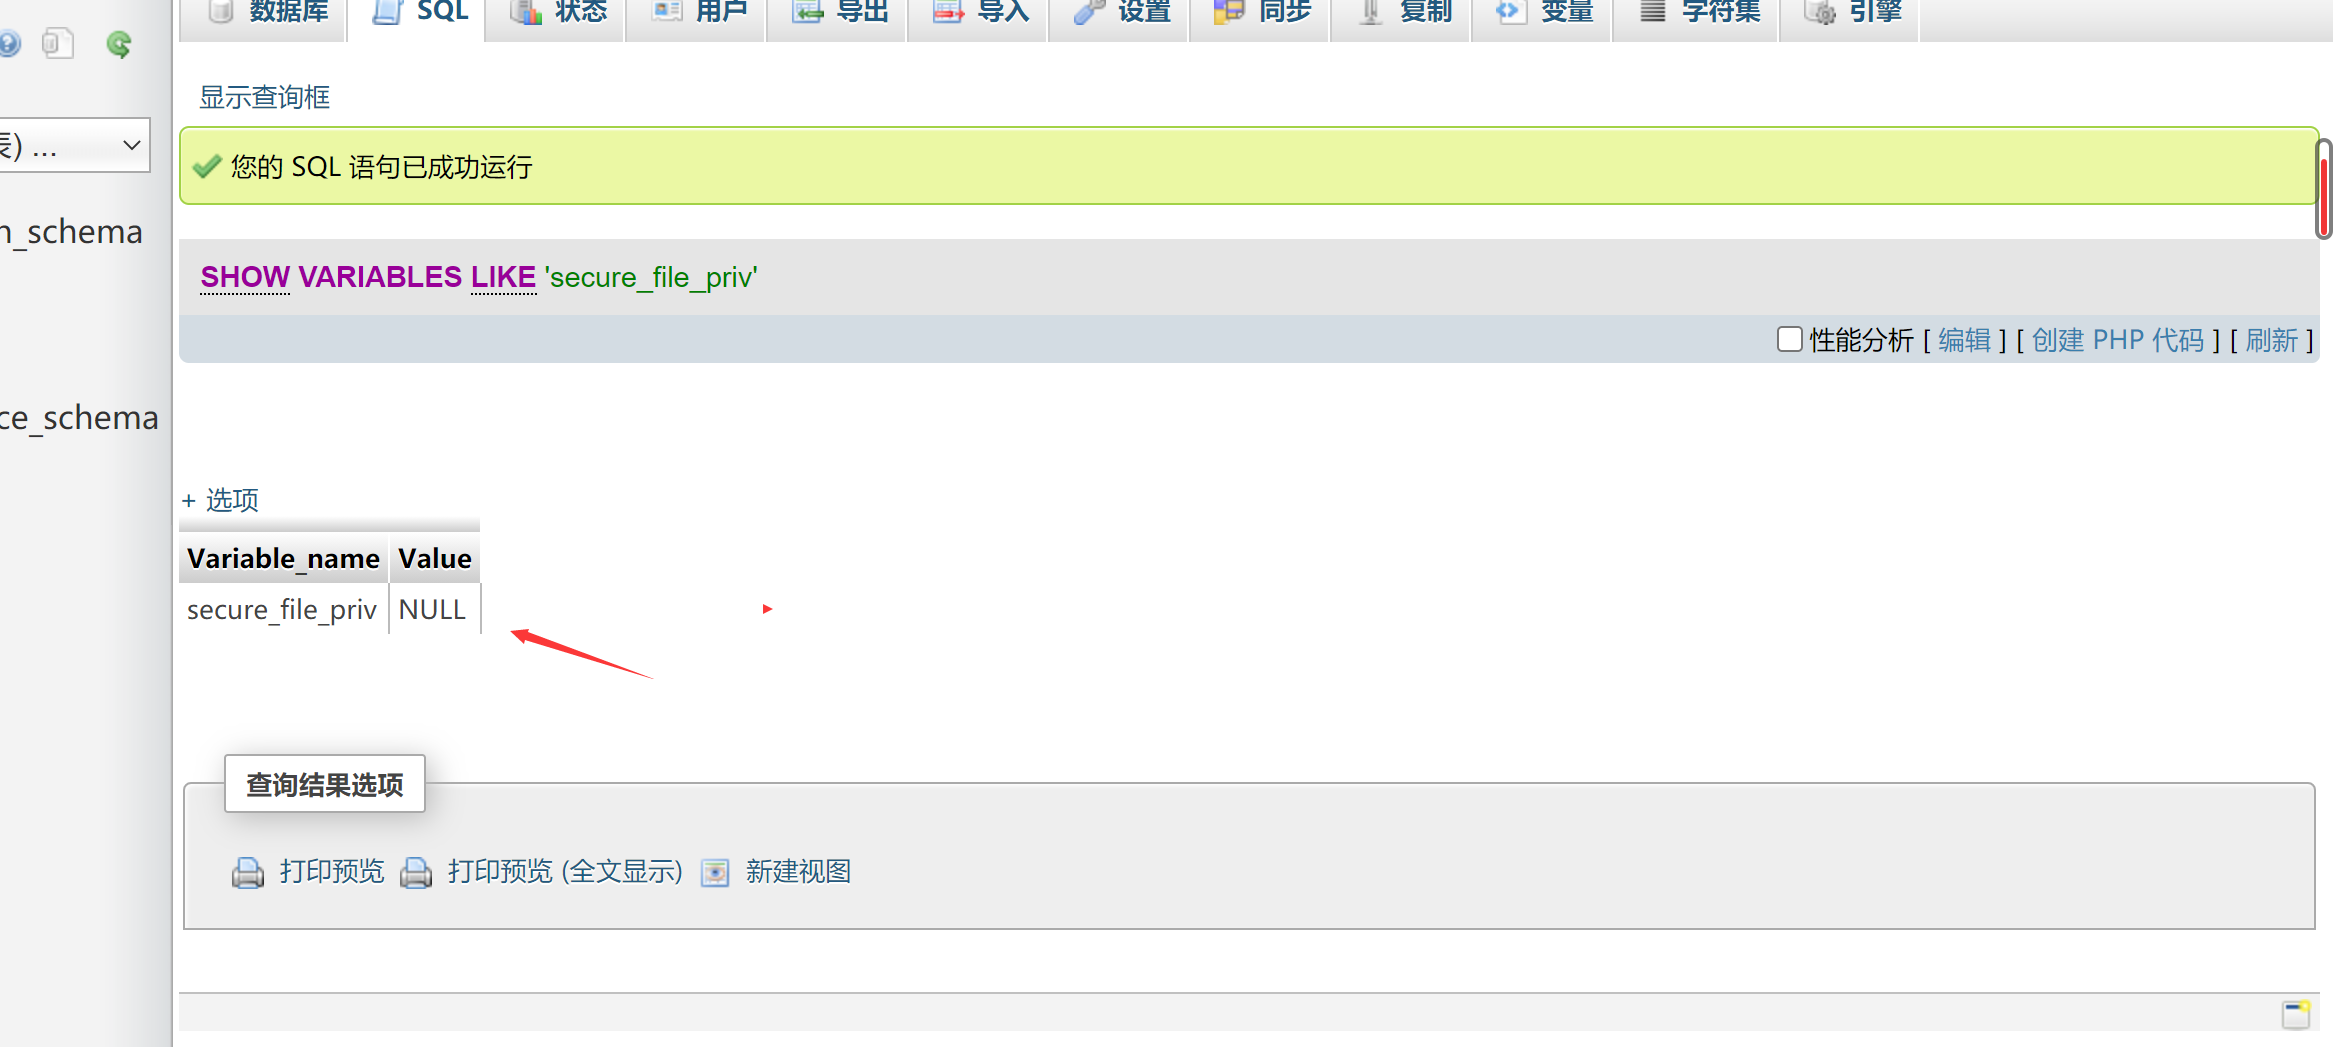 数据库 SQL 状态 用户 导出 导入 设置 同步 复制 变量 字符集 引擎
显示查询框
) ...
您的 SQL 语句已成功运行
_schema
SHOW VARIABLES LIKE 'secure_file_priv'
性能分析 [ 编辑 ] [ 创建 PHP 代码 ] [ 刷新 ]
ce_schema
+ 选项
Variable_name Value
secure_file_priv NULL
查询结果选项
打印预览 打印预览 (全文显示) 新建视图